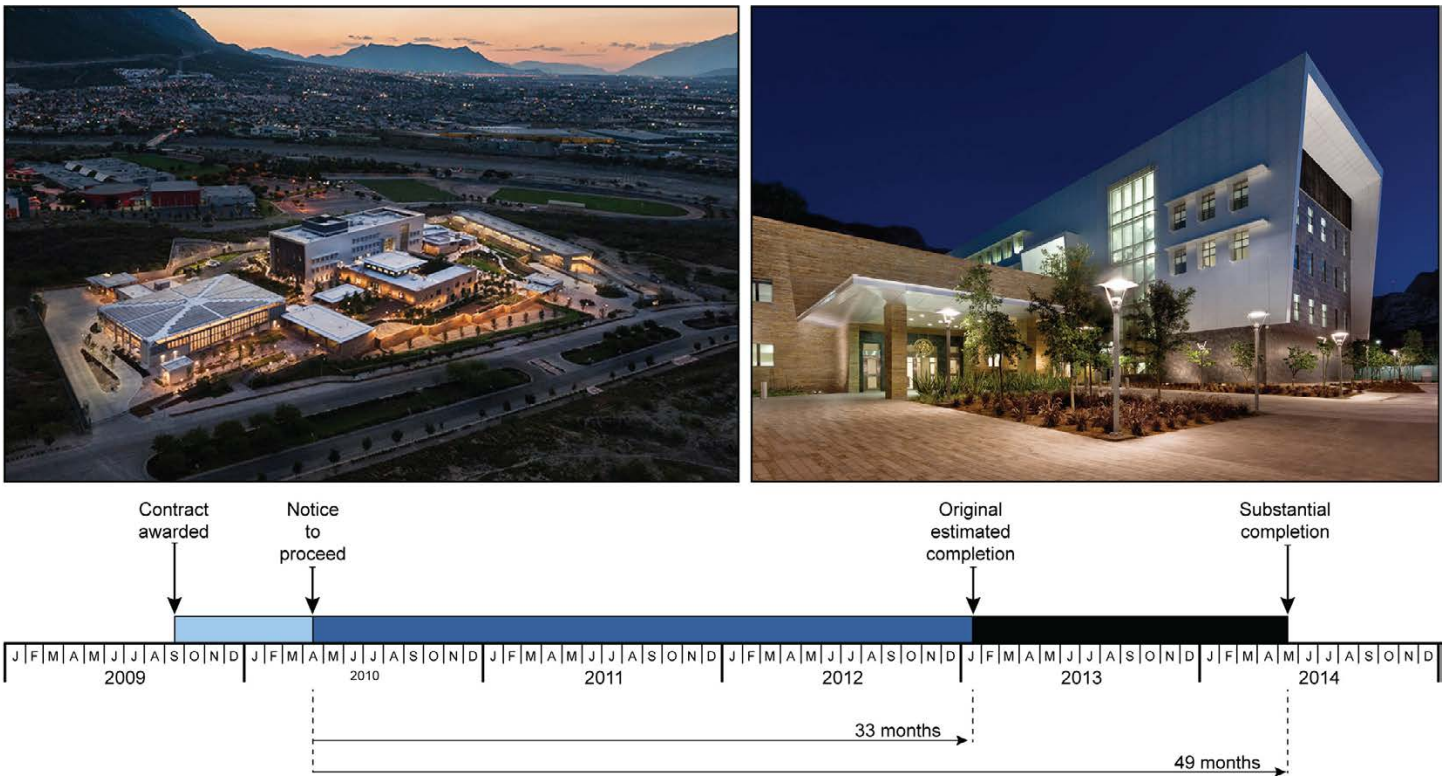 Contract
awarded
Notice
to
proceed
Original
estimated
completion
Substantial
completion
J F M A M J J A S O N D J F M A M J J A S O N D J F M A M J J A S O N D J F M A M J J A S O N D J F M A M J J A S O N D J F M A M J J A S O N D
2009 2010 2011 2012 2013 2014
33 months
49 months